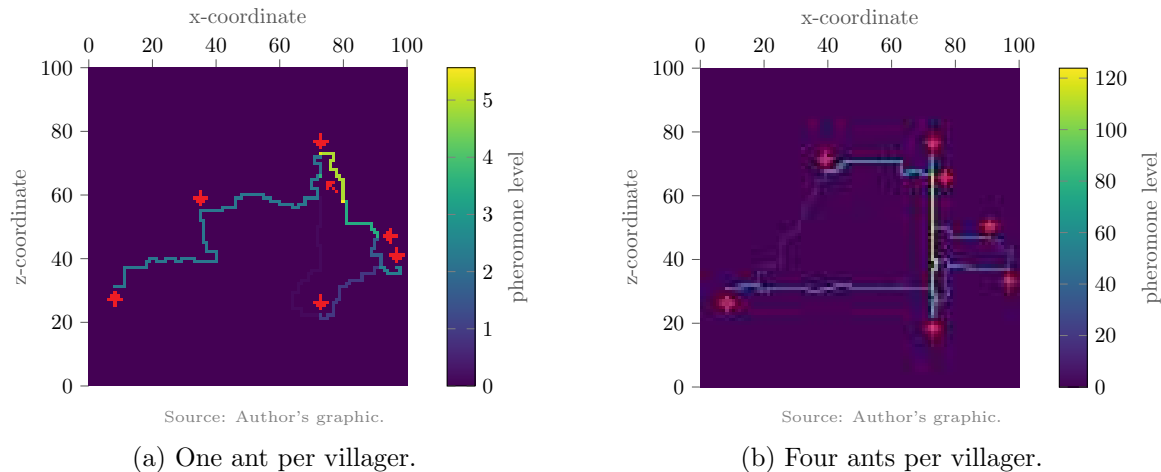 x-coordinate
0 20 40 60 80 100
z-coordinate
100
80
60
40
20
0
5
4
3
2
1
0
pheromone level
Source: Author's graphic.
(a) One ant per villager.
x-coordinate
0 20 40 60 80 100
z-coordinate
100
80
60
40
20
0
120
100
80
60
40
20
0
pheromone level
Source: Author's graphic.
(b) Four ants per villager.